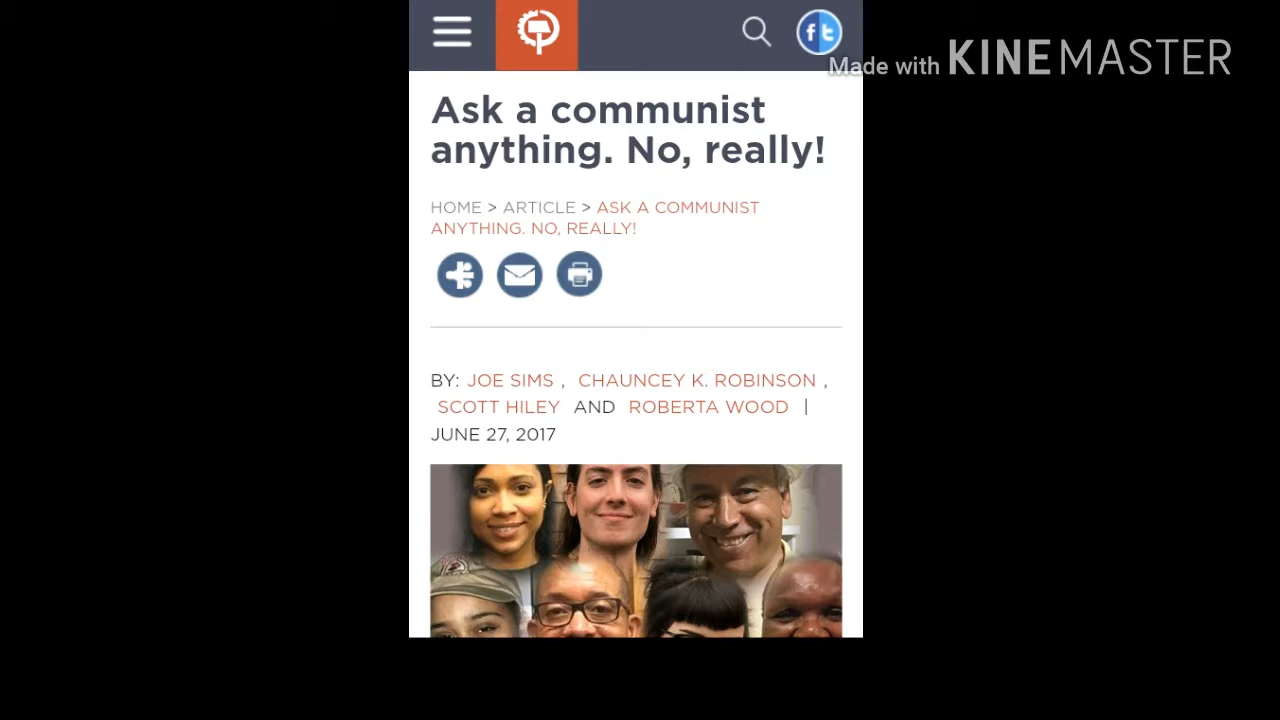 Made with KINEMASTER
Ask a communist
anything. No, really!
HOME > ARTICLE > ASK A COMMUNIST
ANYTHING. NO, REALLY!
BY: JOE SIMS , CHAUNCEY K. ROBINSON ,
SCOTT HILEY AND ROBERTA WOOD |
JUNE 27, 2017